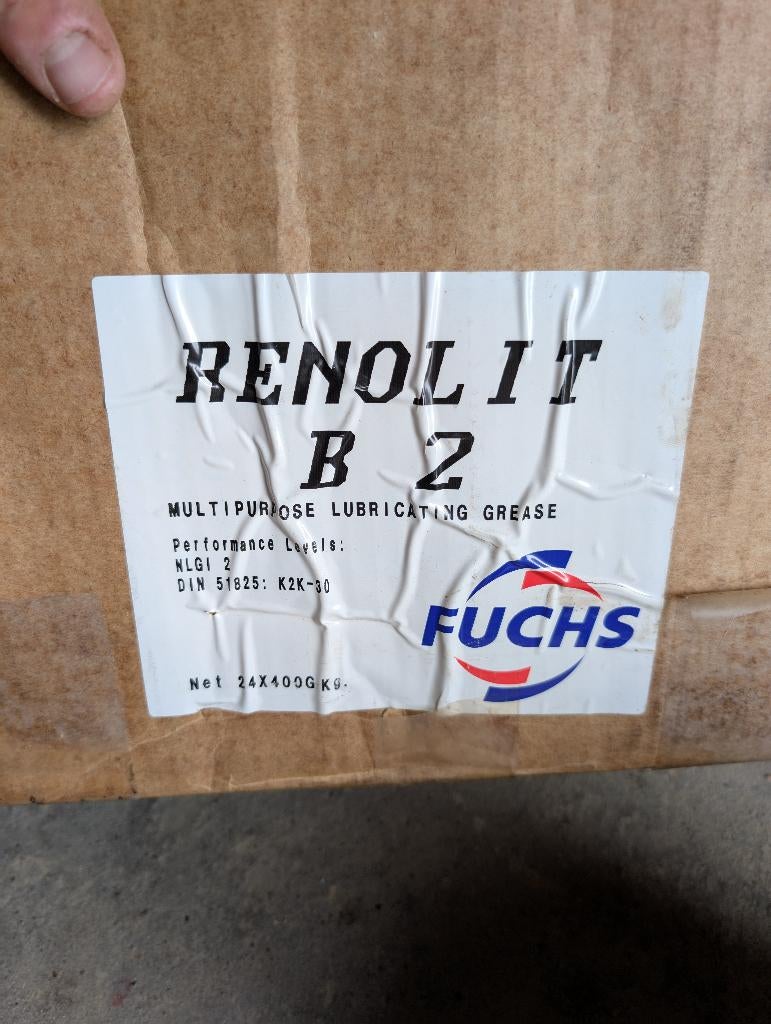 RENOLIT
B 2
MULTIPURPOSE LUBRICATING GREASE
Performance Levels:
NLGI 2
DIN 51825: K2K-30
FUCHS
Net 24X400G Kg.